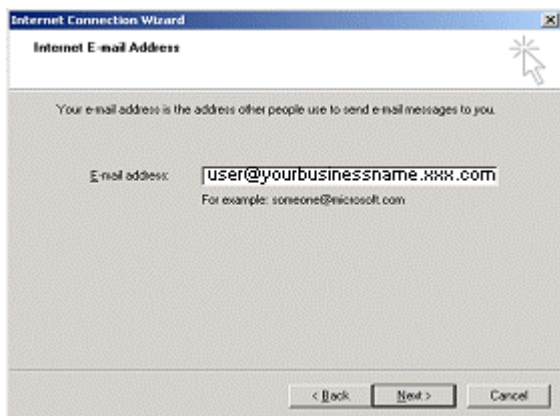 Internet Connection Wizard
Internet E-mail Address
Your e-mail address is the address other people use to send e-mail messages to you.
E-mail address:
user@yourbusinessname.xxx.com
For example: someone@microsoft.com
< Back
Next >
Cancel